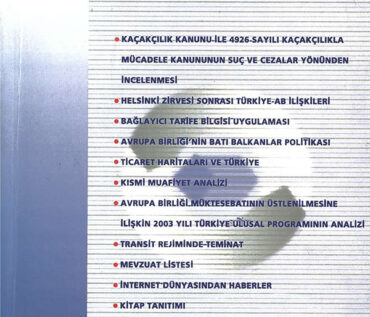 • KAÇAKÇILIK KANUNU İLE 4926 SAYILI KAÇAKÇILIKLA
MÜCADELE KANUNUNUN SUÇ VE CEZALAR YÖNÜNDEN
İNCELENMESİ
• HELSİNKİ ZİRVESİ SONRASI TÜRKİYE-AB İLİŞKİLERİ
• BAĞLAYICI TARİFE BİLGİSİ UYGULAMASI
• AVRUPA BİRLİĞİ'NİN BATI BALKANLAR POLİTİKASI
• TİCARET HARİTALARI VE TÜRKİYE
• KISMİ MUAFİYET ANALİZİ
• AVRUPA BİRLİĞİ MÜKTESEBATININ ÜSTLENİLMESİNE
İLİŞKİN 2003 YILI TÜRKİYE ULUSAL PROGRAMININ ANALİZİ
• TRANSİT REJİMİNDE TEMİNAT
• MEVZUAT LİSTESİ
• İNTERNET DÜNYASINDAN HABERLER
• KİTAP TANITIMI